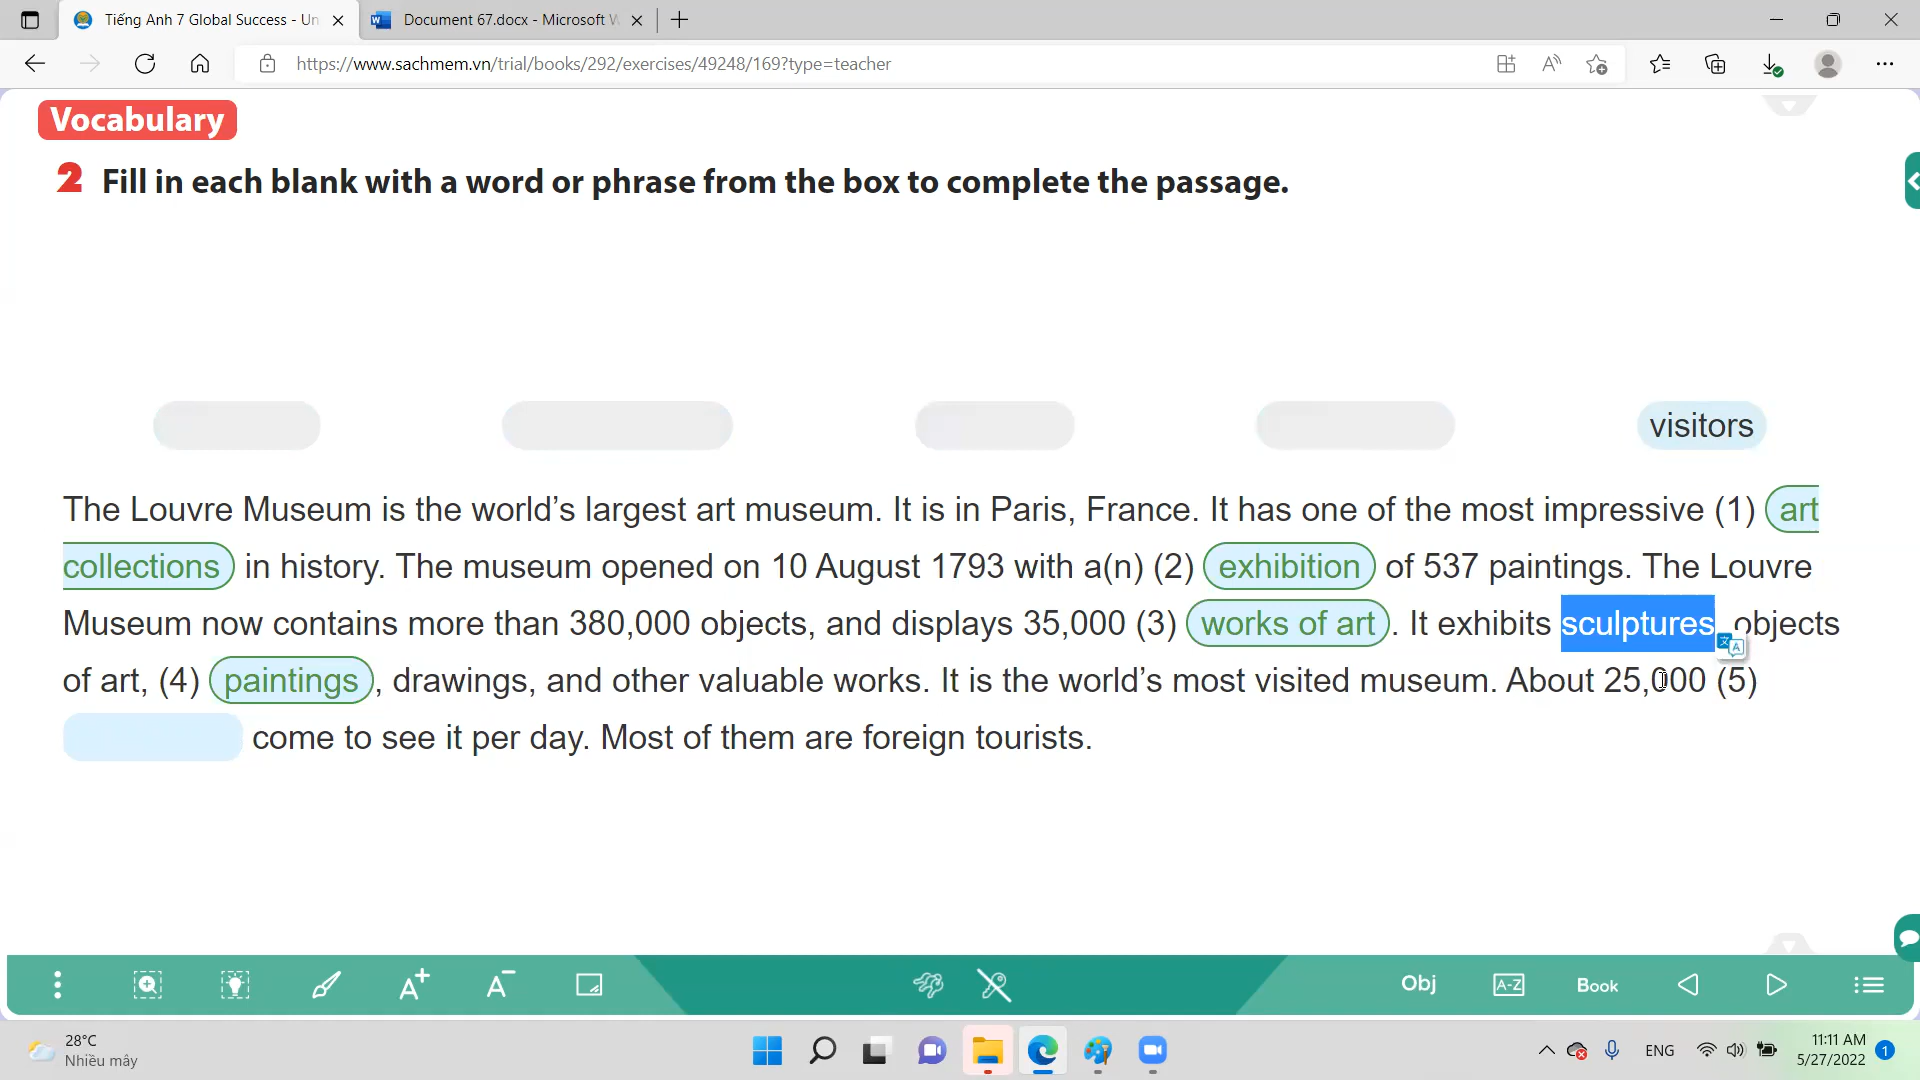 Tiếng Anh 7 Global Success - Un
Document 67.docx - Microsoft W
https://www.sachmem.vn/trial/books/292/exercises/49248/169?type=teacher
Vocabulary
2 Fill in each blank with a word or phrase from the box to complete the passage.
visitors
The Louvre Museum is the world’s largest art museum. It is in Paris, France. It has one of the most impressive (1) art
collections in history. The museum opened on 10 August 1793 with a(n) (2) exhibition of 537 paintings. The Louvre
Museum now contains more than 380,000 objects, and displays 35,000 (3) works of art. It exhibits sculptures, objects
of art, (4) paintings, drawings, and other valuable works. It is the world’s most visited museum. About 25,000 (5)
come to see it per day. Most of them are foreign tourists.
A+ A- Obj A-Z Book
28°C
Nhiều mây
ENG
11:11 AM
5/27/2022
1